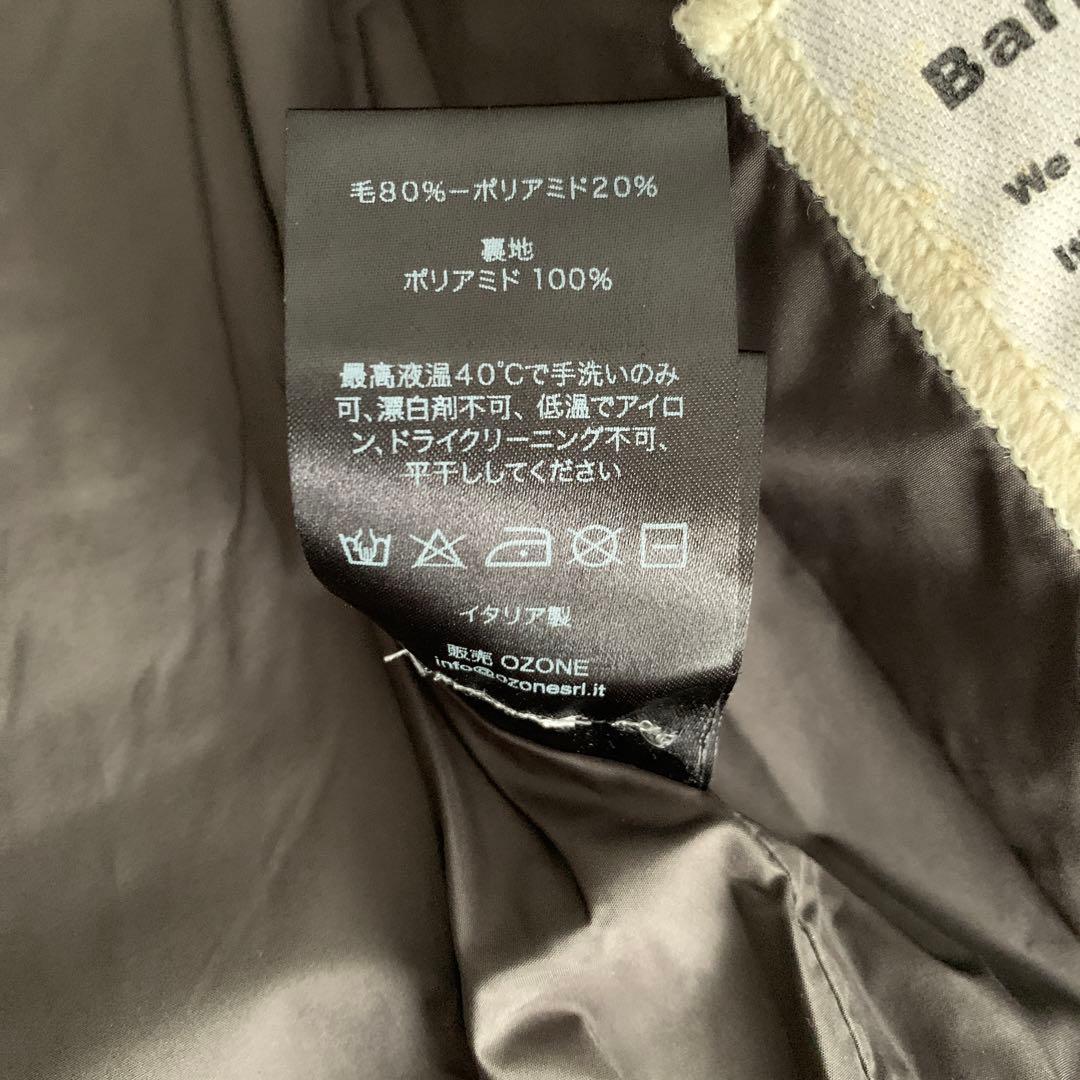 毛80%-ポリアミド20%
裏地
ポリアミド 100%
最高液温40℃で手洗いのみ
可、漂白剤不可、低温でアイロ
ン、ドライクリーニング不可、
平干ししてください
イタリア製
販売 OZONE
info@ozonesrl.it
We